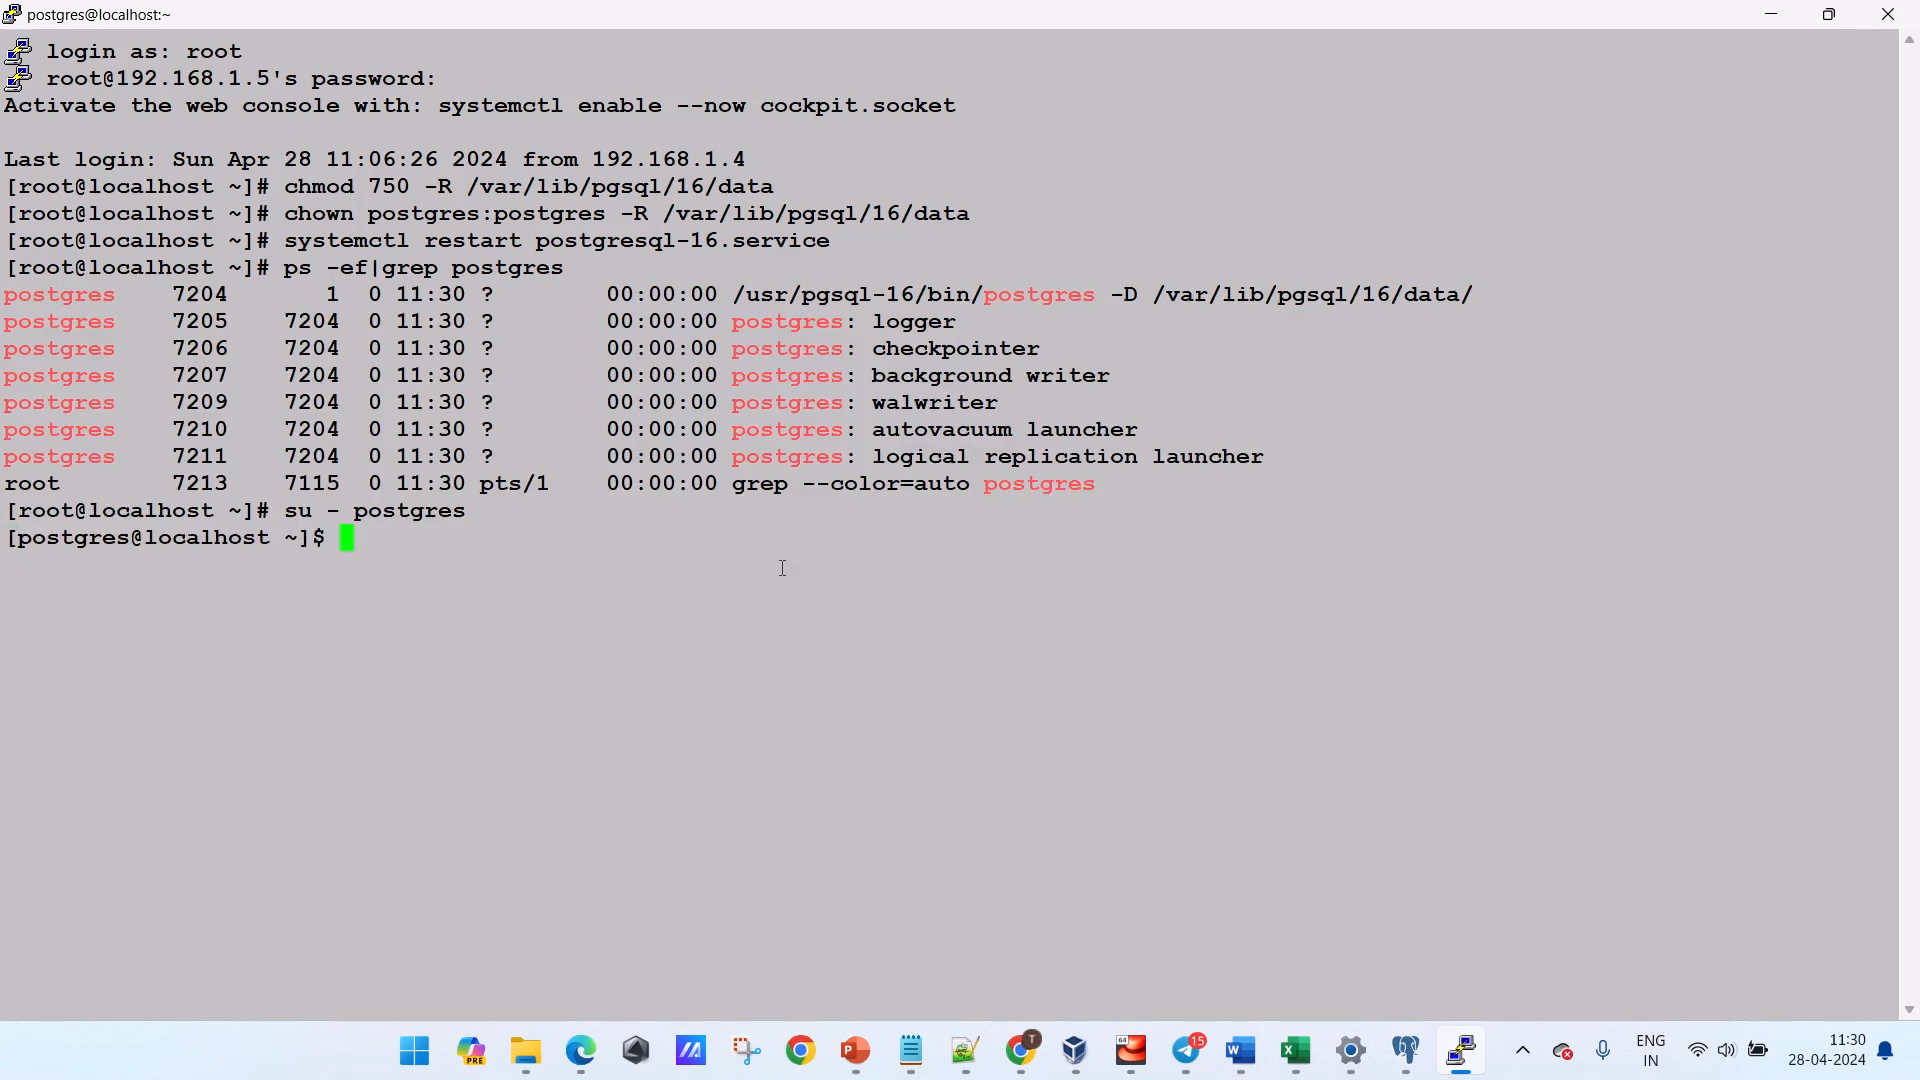 postgres@localhost:~
login as: root
root@192.168.1.5's password:
Activate the web console with: systemctl enable --now cockpit.socket
Last login: Sun Apr 28 11:06:26 2024 from 192.168.1.4
[root@localhost ~]# chmod 750 -R /var/lib/pgsql/16/data
[root@localhost ~]# chown postgres:postgres -R /var/lib/pgsql/16/data
[root@localhost ~]# systemctl restart postgresql-16.service
[root@localhost ~]# ps -ef|grep postgres
postgres    7204       1  0 11:30 ?        00:00:00 /usr/pgsql-16/bin/postgres -D /var/lib/pgsql/16/data/
postgres    7205    7204  0 11:30 ?        00:00:00 postgres: logger
postgres    7206    7204  0 11:30 ?        00:00:00 postgres: checkpointer
postgres    7207    7204  0 11:30 ?        00:00:00 postgres: background writer
postgres    7209    7204  0 11:30 ?        00:00:00 postgres: walwriter
postgres    7210    7204  0 11:30 ?        00:00:00 postgres: autovacuum launcher
postgres    7211    7204  0 11:30 ?        00:00:00 postgres: logical replication launcher
root        7213    7115  0 11:30 pts/1    00:00:00 grep --color=auto postgres
[root@localhost ~]# su - postgres
[postgres@localhost ~]$
PRE
T
64
15
W
X
P
ENG
IN
11:30
28-04-2024